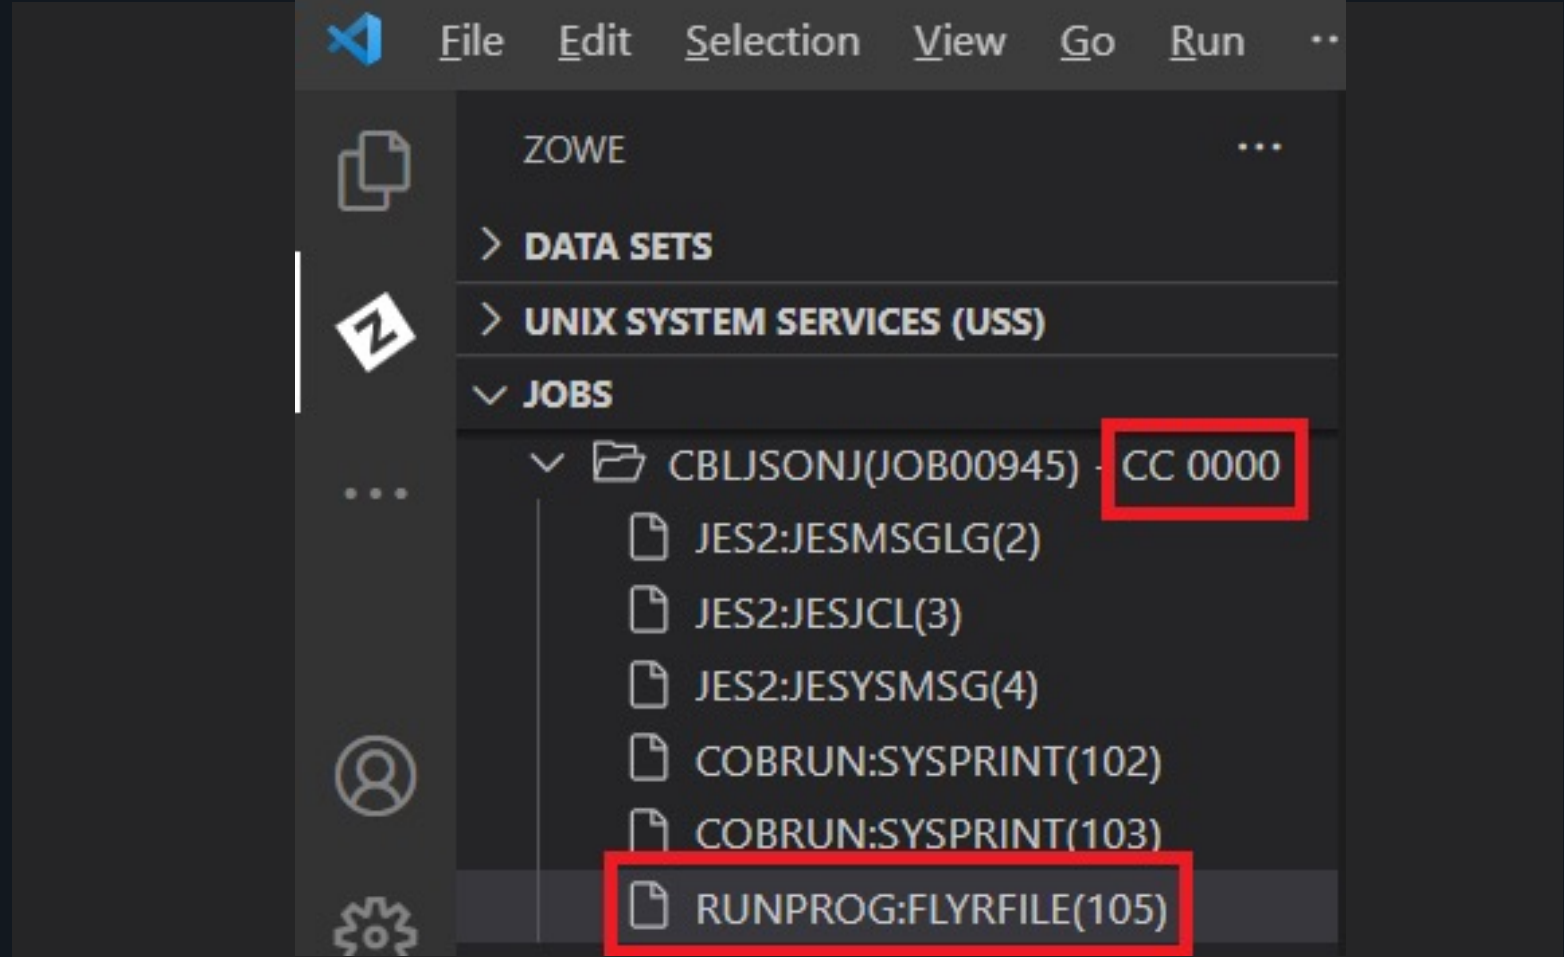 File Edit Selection View Go Run ··
ZOWE ···
DATA SETS
UNIX SYSTEM SERVICES (USS)
JOBS
CBLJSONJ(JOB00945) - CC 0000
JES2:JESMSGLG(2)
JES2:JESJCL(3)
JES2:JESYSMSG(4)
COBRUN:SYSPRINT(102)
COBRUN:SYSPRINT(103)
RUNPROG:FLYRFILE(105)